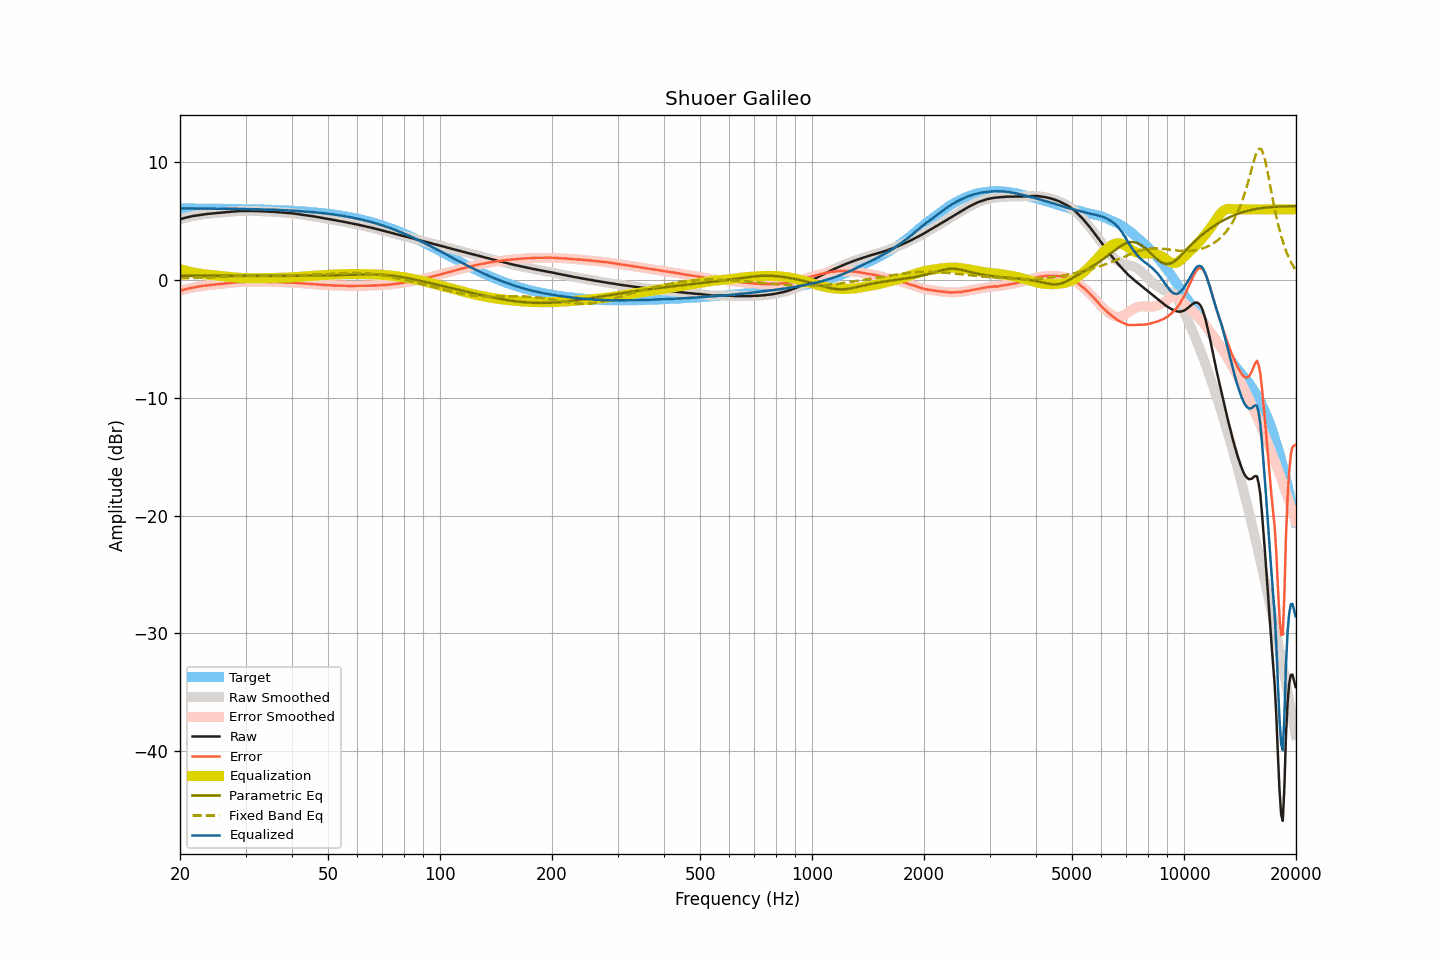 Shuoer Galileo
Amplitude (dBr)
10
0
−10
−20
−30
−40
Target
Raw Smoothed
Error Smoothed
Raw
Error
Equalization
Parametric Eq
Fixed Band Eq
Equalized
20 50 100 200 500 1000 2000 5000 10000 20000
Frequency (Hz)